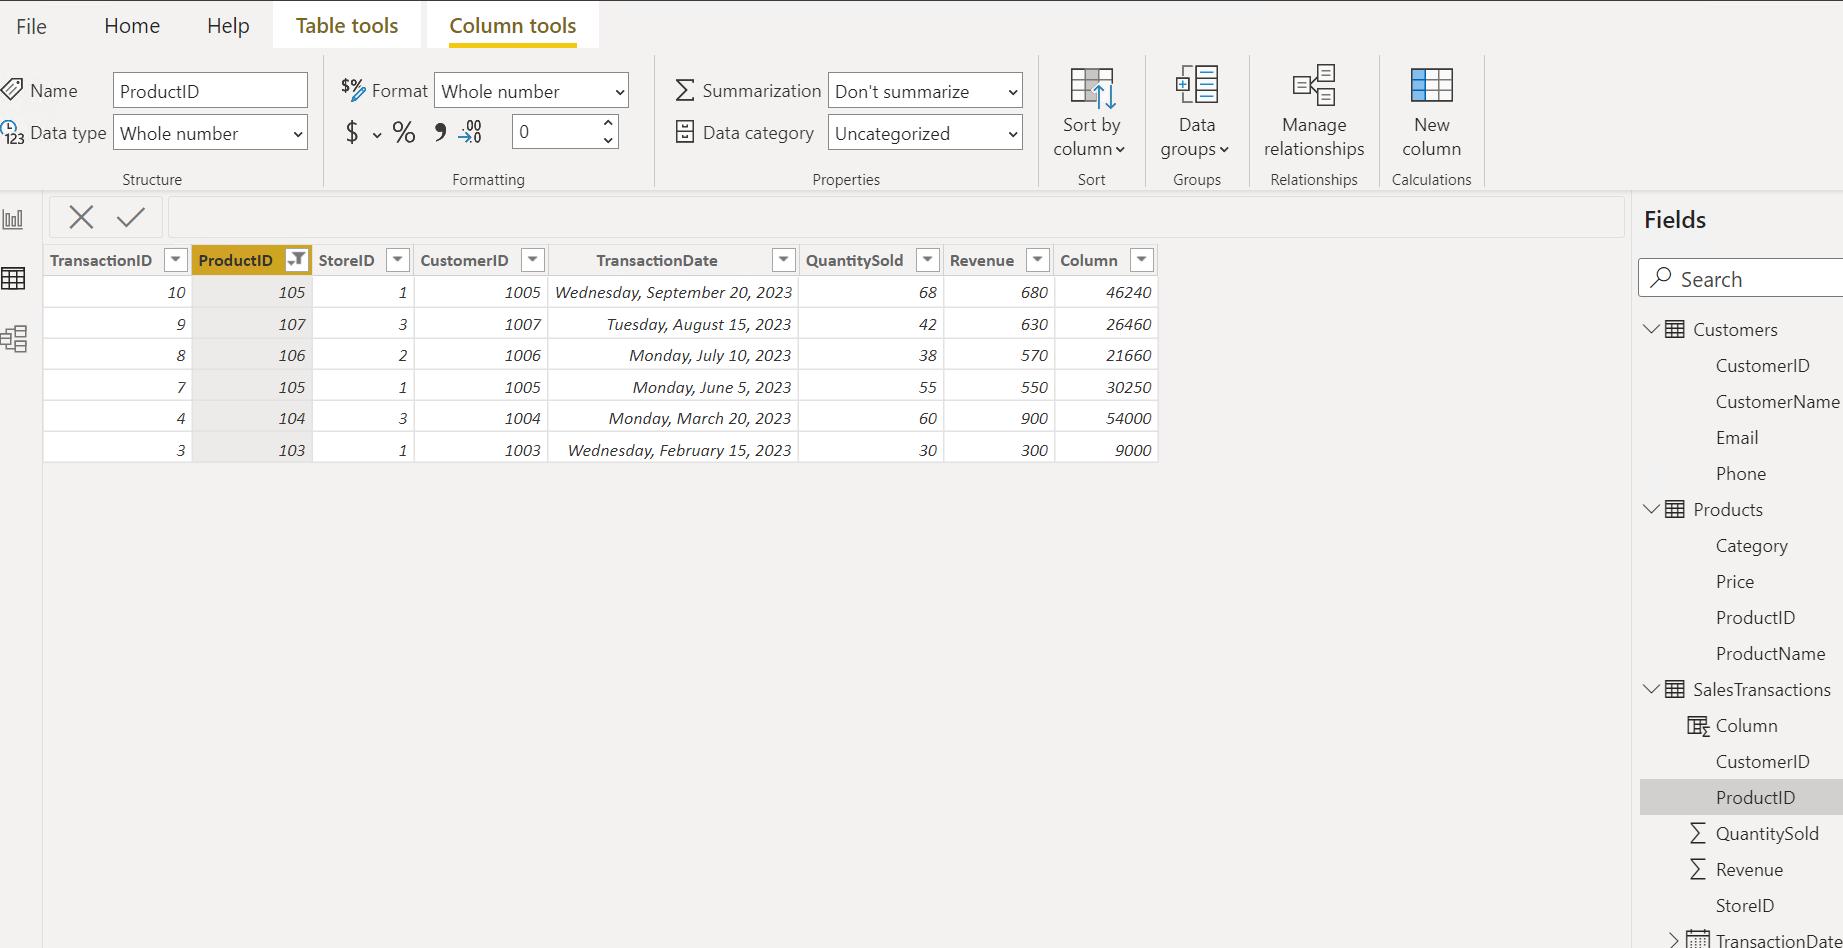 File Home Help Table tools Column tools
Name ProductID $% Format Whole number Summarization Don't summarize
123 Data type Whole number $ % , .00 0 Data category Uncategorized
Sort by column Data groups Manage relationships New column
Structure Formatting Properties Sort Groups Relationships Calculations
TransactionID ProductID StoreID CustomerID TransactionDate QuantitySold Revenue Column
10 105 1 1005 Wednesday, September 20, 2023 68 680 46240
9 107 3 1007 Tuesday, August 15, 2023 42 630 26460
8 106 2 1006 Monday, July 10, 2023 38 570 21660
7 105 1 1005 Monday, June 5, 2023 55 550 30250
4 104 3 1004 Monday, March 20, 2023 60 900 54000
3 103 1 1003 Wednesday, February 15, 2023 30 300 9000
Fields
Search
Customers
CustomerID
CustomerName
Email
Phone
Products
Category
Price
ProductID
ProductName
SalesTransactions
Column
CustomerID
ProductID
QuantitySold
Revenue
StoreID
TransactionDate